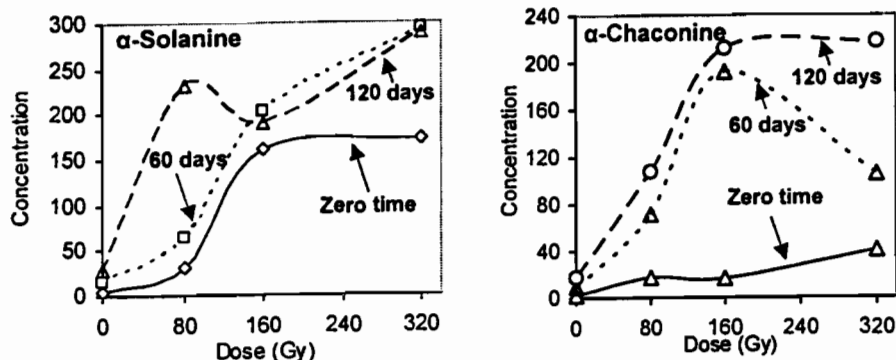 α-Solanine
Concentration
300
250
200
150
100
50
0
120 days
60 days
Zero time
0 80 160 240 320
Dose (Gy)
α-Chaconine
Concentration
240
200
160
120
80
40
0
120 days
60 days
Zero time
0 80 160 240 320
Dose (Gy)